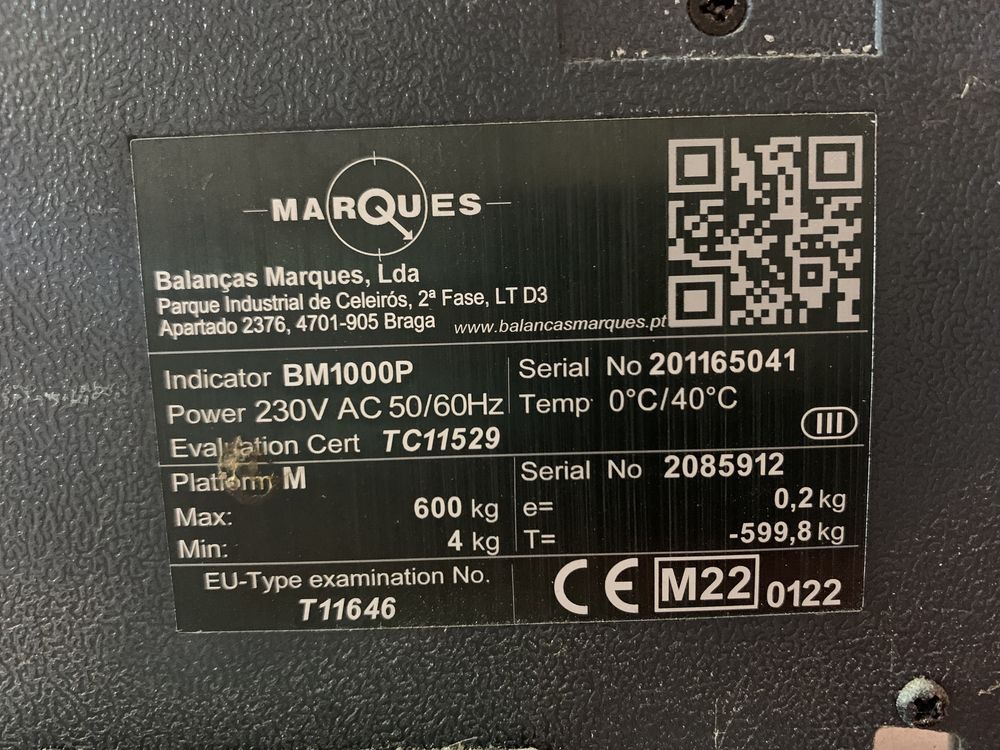 MARQUES
Balanças Marques, Lda
Parque Industrial de Celeirós, 2ª Fase, LT D3
Apartado 2376, 4701-905 Braga www.balancasmarques.pt
Indicator BM1000P Serial No 201165041
Power 230V AC 50/60Hz Temp 0°C/40°C
Evaluation Cert TC11529 III
Platform M Serial No 2085912
Max: 600 kg e= 0,2 kg
Min: 4 kg T= -599,8 kg
EU-Type examination No. CE M22 0122
T11646